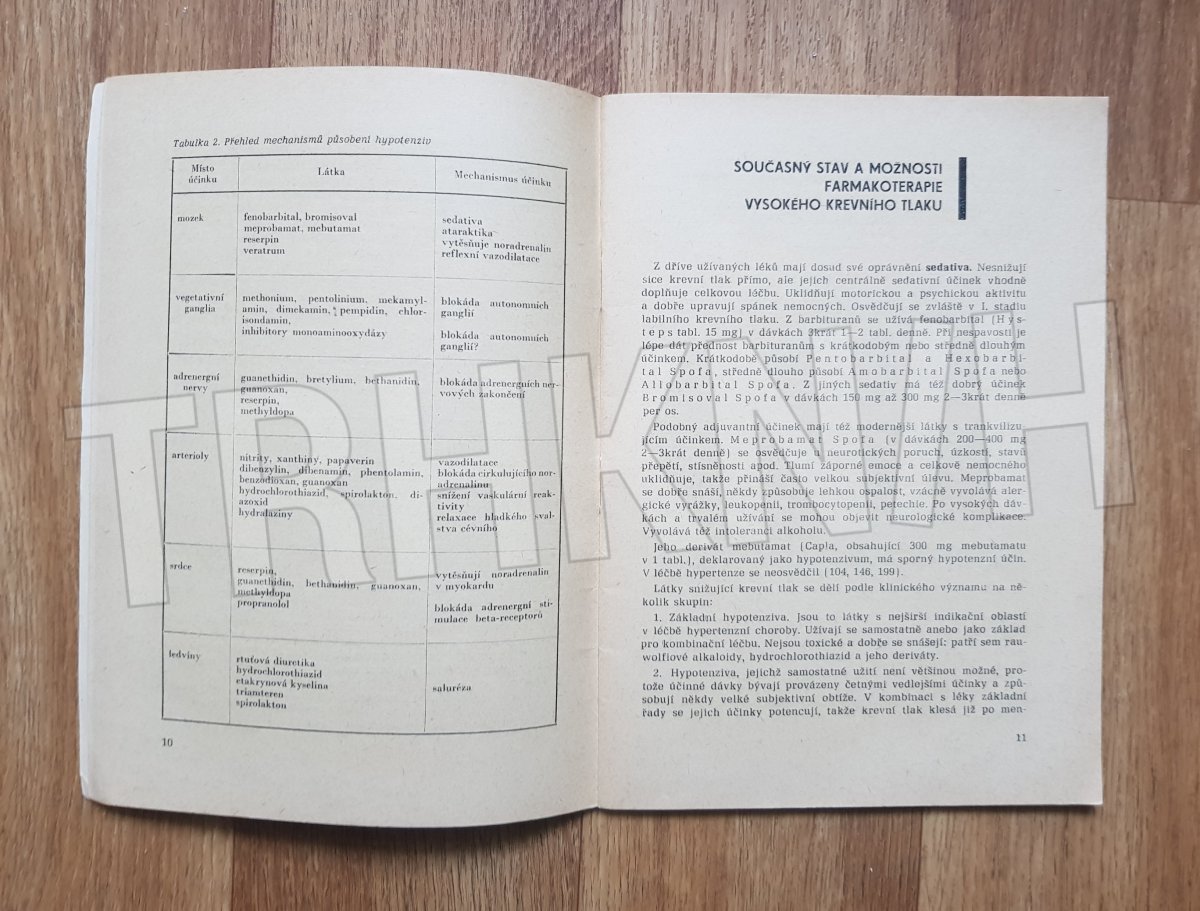 Tabulka 2. Přehled mechanismů působení hypotenziv
Místo účinku
Látka
Mechanismus účinku
mozek
fenobarbital, bromisoval
meprobamat, mebutamat
reserpin
veratrum
sedativa
ataraktika
vytěsňuje noradrenalin
reflexní vazodilatace
vegetativní
ganglia
methonium, pentolinium, mekamyl-
amin, dimekamin, pempidin, chlor-
isondamin,
inhibitory monoaminooxydázy
blokáda autonomních
ganglií
blokáda autonomních
ganglií?
adrenergní
nervy
guanethidin, bretylium, bethanidin,
guanoxan,
reserpin,
methyldopa
blokáda adrenergních ner-
vových zakončení
arterioly
nitrity, xanthiny, papaverin
dibenzylin, dibenamin, phentolamin,
benzodioxan, guanoxan
hydrochlorothiazid, spirolakton, di-
azoxid
hydralaziny
vazodilatace
blokáda cirkulujícího nor-
adrenalinu
snížení vaskulární reak-
tivity
relaxace hladkého sval-
stva cévního
srdce
reserpin,
guanethidin, bethanidin, guanoxan,
methyldopa
propranolol
vytěsňují noradrenalin
v myokardu
blokáda adrenergní sti-
mulace beta-receptorů
ledviny
rtuťová diuretika
hydrochlorothiazid
etakrynová kyselina
triamteren
spirolakton
saluréza
10
SOUČASNÝ STAV A MOŽNOSTI
FARMAKOTERAPIE
VYSOKÉHO KREVNÍHO TLAKU
Z dříve užívaných léků mají dosud své oprávnění sedativa. Nesnižují
sice krevní tlak přímo, ale jejich centrálně sedativní účinek vhodně
doplňuje celkovou léčbu. Uklidňují motorickou a psychickou aktivitu
a dobře upravují spánek nemocných. Osvědčují se zvláště v I. stadiu
labilního krevního tlaku. Z barbituranů se užívá fenobarbital (Hys-
teps tabl. 15 mg) v dávkách 3krát 1—2 tabl. denně. Při nespavosti je
lépe dát přednost barbituranům s krátkodobým nebo středně dlouhým
účinkem. Krátkodobě působí Pentobarbital a Hexobarbi-
tal Spofa, středně dlouho působí Amobarbital Spofa nebo
Allobarbital Spofa. Z jiných sedativ má též dobrý účinek
Bromisoval Spofa v dávkách 150 mg až 300 mg 2—3krát denně
per os.
Podobný adjuvantní účinek mají též modernější látky s trankvilizu-
jícím účinkem. Meprobamat Spofa (v dávkách 200—400 mg
2—3krát denně) se osvědčuje u neurotických poruch, úzkosti, stavů
přepětí, stísněnosti apod. Tlumí záporné emoce a celkově nemocného
uklidňuje, takže přináší často velkou subjektivní úlevu. Meprobamat
se dobře snáší, někdy způsobuje lehkou ospalost, vzácně vyvolává aler-
gické vyrážky, leukopenii, trombocytopenii, petechie. Po vysokých dáv-
kách a trvalém užívání se mohou objevit neurologické komplikace.
Vyvolává též intoleranci alkoholu.
Jeho derivát mebutamat (Capla, obsahující 300 mg mebutamatu
v 1 tabl.), deklarovaný jako hypotenzivum, má sporný hypotenzní účin.
V léčbě hypertenze se neosvědčil (104, 146, 199).
Látky snižující krevní tlak se dělí podle klinického významu na ně-
kolik skupin:
1. Základní hypotenziva. Jsou to látky s nejširší indikační oblastí
v léčbě hypertenzní choroby. Užívají se samostatně anebo jako základ
pro kombinační léčbu. Nejsou toxické a dobře se snášejí: patří sem rau-
wolfiové alkaloidy, hydrochlorothiazid a jeho deriváty.
2. Hypotenziva, jejichž samostatné užití není většinou možné, pro-
tože účinné dávky bývají provázeny četnými vedlejšími účinky a způ-
sobují někdy velké subjektivní obtíže. V kombinaci s léky základní
řady se jejich účinky potencují, takže krevní tlak klesá již po men-
11
TRHKNIH